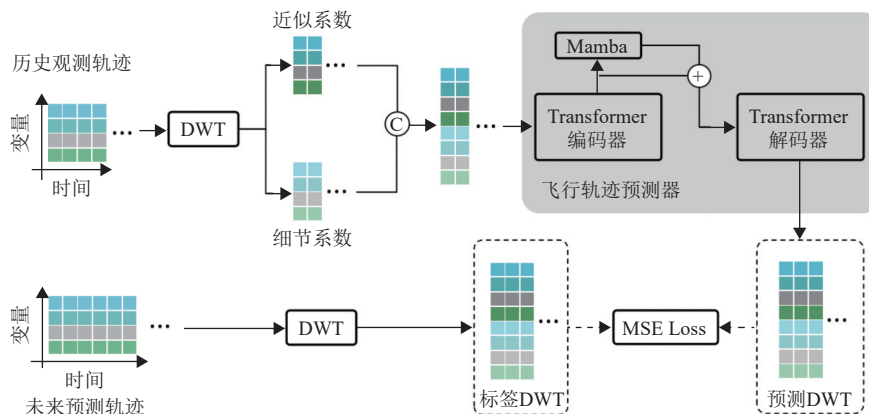 近似系数
历史观测轨迹
变量
时间
DWT
细节系数
C
Mamba
+
Transformer
编码器
Transformer
解码器
飞行轨迹预测器
变量
时间
未来预测轨迹
DWT
标签DWT
MSE Loss
预测DWT